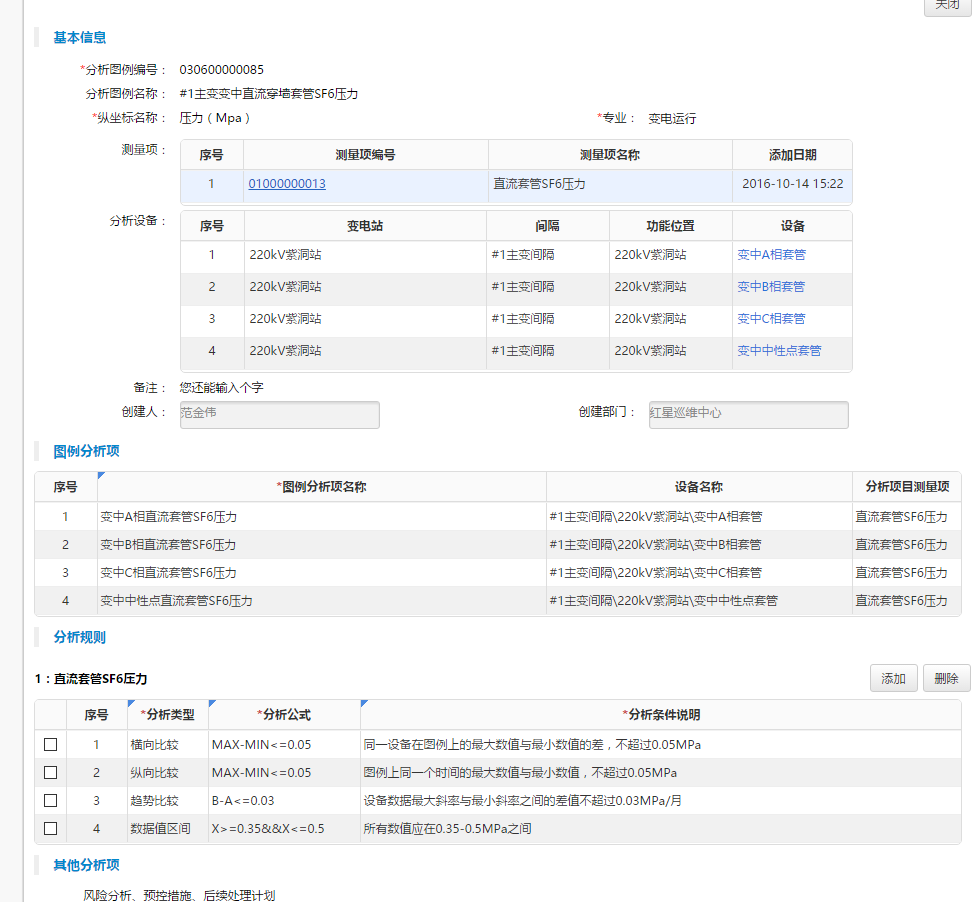 关闭
基本信息
*分析图例编号： 030600000085
分析图例名称： #1主变变中直流穿墙套管SF6压力
*纵坐标名称： 压力（Mpa） *专业： 变电运行
测量项：
序号 测量项编号 测量项名称 添加日期
1 01000000013 直流套管SF6压力 2016-10-14 15:22
分析设备：
序号 变电站 间隔 功能位置 设备
1 220kV紫洞站 #1主变间隔 220kV紫洞站 变中A相套管
2 220kV紫洞站 #1主变间隔 220kV紫洞站 变中B相套管
3 220kV紫洞站 #1主变间隔 220kV紫洞站 变中C相套管
4 220kV紫洞站 #1主变间隔 220kV紫洞站 变中中性点套管
备注： 您还能输入个字
创建人： 范金伟 创建部门： 红星巡维中心
图例分析项
序号 *图例分析项名称 设备名称 分析项目测量项
1 变中A相直流套管SF6压力 #1主变间隔\220kV紫洞站\变中A相套管 直流套管SF6压力
2 变中B相直流套管SF6压力 #1主变间隔\220kV紫洞站\变中B相套管 直流套管SF6压力
3 变中C相直流套管SF6压力 #1主变间隔\220kV紫洞站\变中C相套管 直流套管SF6压力
4 变中中性点直流套管SF6压力 #1主变间隔\220kV紫洞站\变中中性点套管 直流套管SF6压力
分析规则
1：直流套管SF6压力 添加 删除
序号 *分析类型 *分析公式 *分析条件说明
1 横向比较 MAX-MIN<=0.05 同一设备在图例上的最大数值与最小数值的差，不超过0.05MPa
2 纵向比较 MAX-MIN<=0.05 图例上同一个时间的最大数值与最小数值，不超过0.05MPa
3 趋势比较 B-A<=0.03 设备数据最大斜率与最小斜率之间的差值不超过0.03MPa/月
4 数据值区间 X>=0.35&&X<=0.5 所有数值应在0.35-0.5MPa之间
其他分析项
风险分析、预控措施、后续处理计划